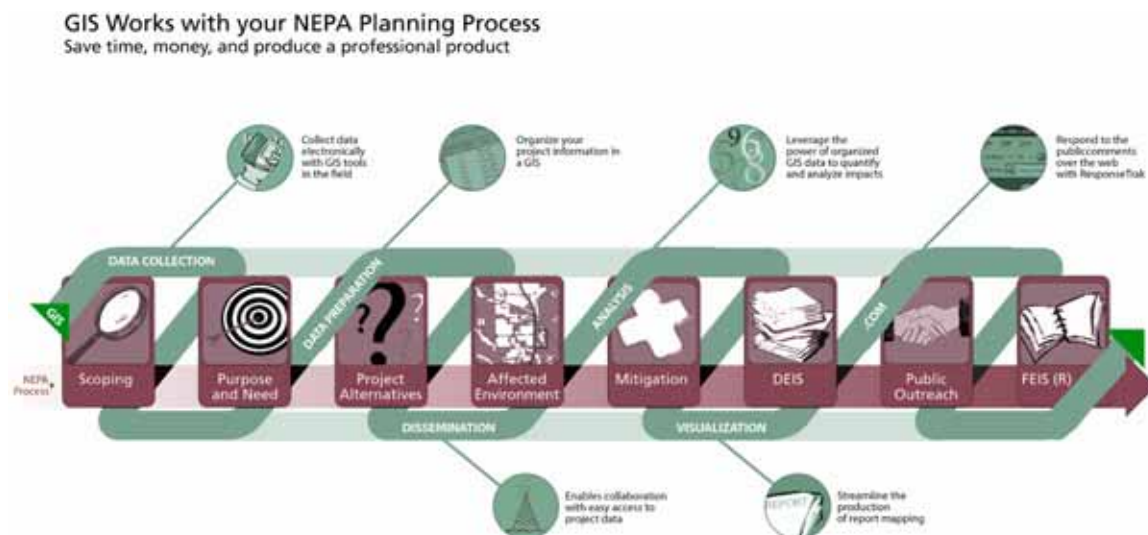 GIS Works with your NEPA Planning Process
Save time, money, and produce a professional product
Collect data
electronically
with GIS tools
in the field
Organize your
project information in
a GIS
Leverage the
power of organized
GIS data to quantify
and analyze impacts
Respond to the
publiccomments
over the web
with ResponseTrak
DATA COLLECTION
DATA PREPARATION
ANALYSIS
.COM
GIS
NEPA
Process
Scoping
Purpose
and Need
Project
Alternatives
Affected
Environment
Mitigation
DEIS
Public
Outreach
FEIS (R)
DISSEMINATION
VISUALIZATION
Enables collaboration
with easy access to
project data
REPORT
Streamline the
production
of report mapping